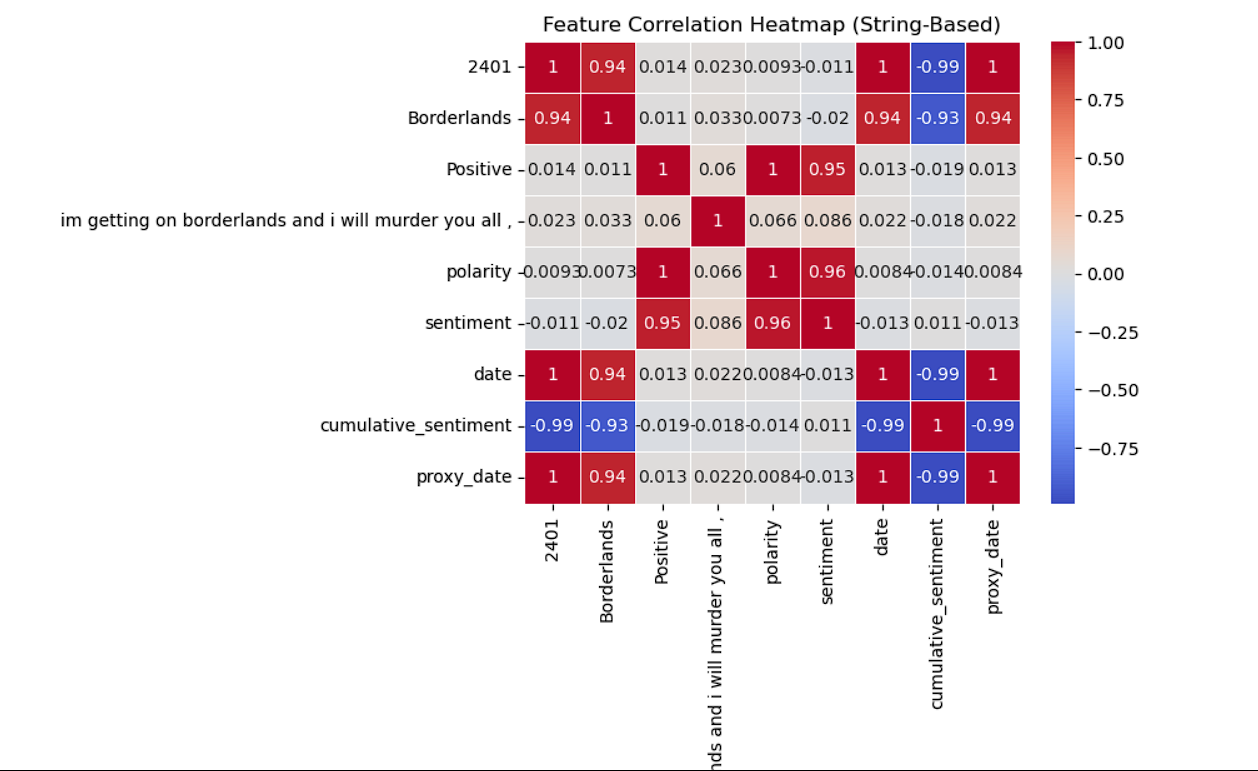 Feature Correlation Heatmap (String-Based)
2401 1 0.94 0.014 0.023 0.0093 -0.011 1 -0.99 1
Borderlands 0.94 1 0.011 0.033 0.0073 -0.02 0.94 -0.93 0.94
Positive 0.014 0.011 1 0.06 1 0.95 0.013 -0.019 0.013
im getting on borderlands and i will murder you all , 0.023 0.033 0.06 1 0.066 0.086 0.022 -0.018 0.022
polarity 0.0093 0.0073 1 0.066 1 0.96 0.0084 -0.014 0.0084
sentiment -0.011 -0.02 0.95 0.086 0.96 1 -0.013 0.011 -0.013
date 1 0.94 0.013 0.022 0.0084 -0.013 1 -0.99 1
cumulative_sentiment -0.99 -0.93 -0.019 -0.018 -0.014 0.011 -0.99 1 -0.99
proxy_date 1 0.94 0.013 0.022 0.0084 -0.013 1 -0.99 1
2401
Borderlands
Positive
nds and i will murder you all ,
polarity
sentiment
date
cumulative_sentiment
proxy_date
1.00
0.75
0.50
0.25
0.00
−0.25
−0.50
−0.75